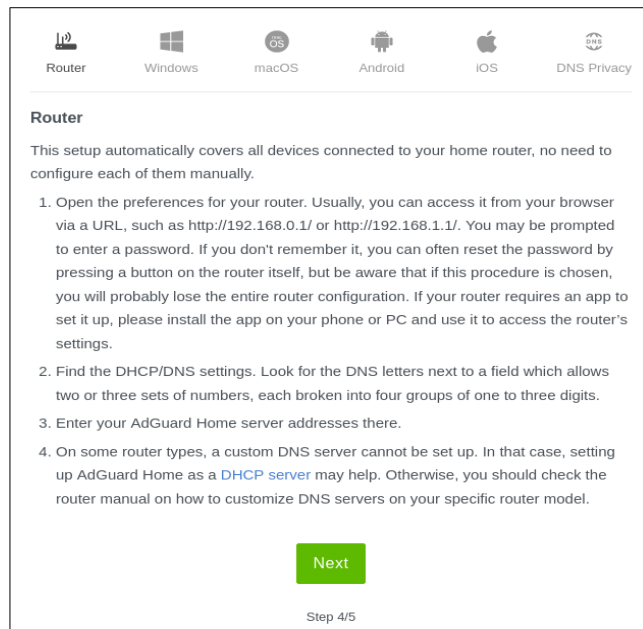 mac
OS
DNS
Router Windows macOS Android iOS DNS Privacy
Router
This setup automatically covers all devices connected to your home router, no need to
configure each of them manually.
1. Open the preferences for your router. Usually, you can access it from your browser
via a URL, such as http://192.168.0.1/ or http://192.168.1.1/. You may be prompted
to enter a password. If you don't remember it, you can often reset the password by
pressing a button on the router itself, but be aware that if this procedure is chosen,
you will probably lose the entire router configuration. If your router requires an app to
set it up, please install the app on your phone or PC and use it to access the router’s
settings.
2. Find the DHCP/DNS settings. Look for the DNS letters next to a field which allows
two or three sets of numbers, each broken into four groups of one to three digits.
3. Enter your AdGuard Home server addresses there.
4. On some router types, a custom DNS server cannot be set up. In that case, setting
up AdGuard Home as a DHCP server may help. Otherwise, you should check the
router manual on how to customize DNS servers on your specific router model.
Next
Step 4/5